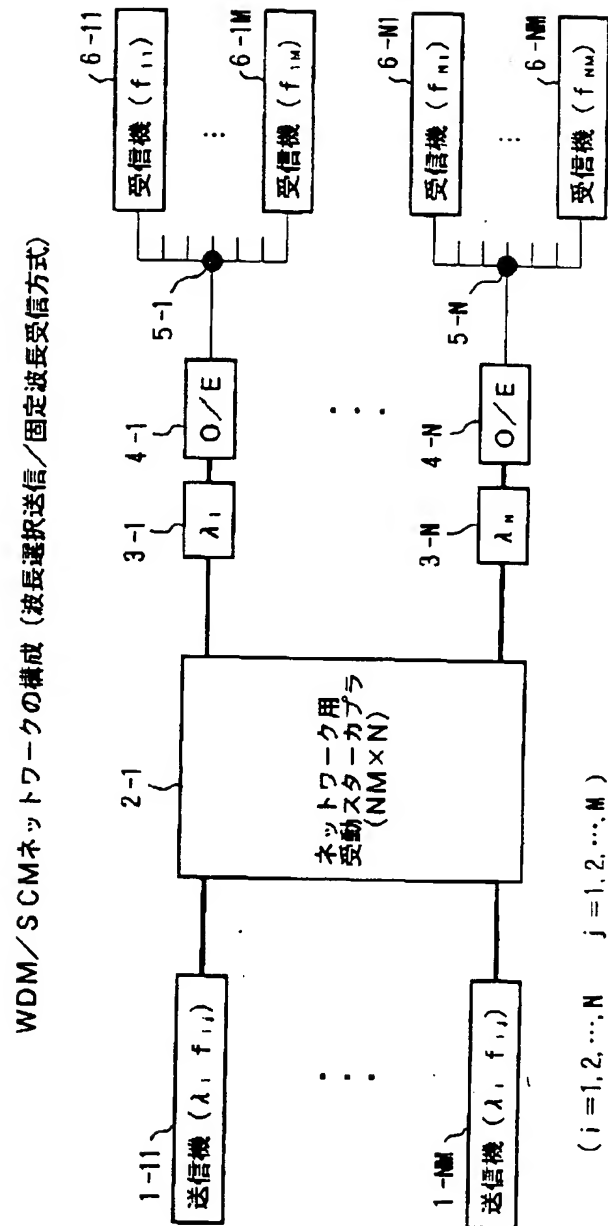 WDM／SCMネットワークの構成（波長選択送信／固定波長受信方式）
1-11
送信機（λi fij）
1-NM
送信機（λi fij）
2-1
ネットワーク用
受動スターカプラ
（NM×N）
3-1
λ1
4-1
O／E
5-1
6-11
受信機（f11）
6-1M
受信機（f1M）
3-N
λN
4-N
O／E
5-N
6-N1
受信機（fN1）
6-NM
受信機（fNM）
（i＝1,2,…,N　j＝1,2,…,M）